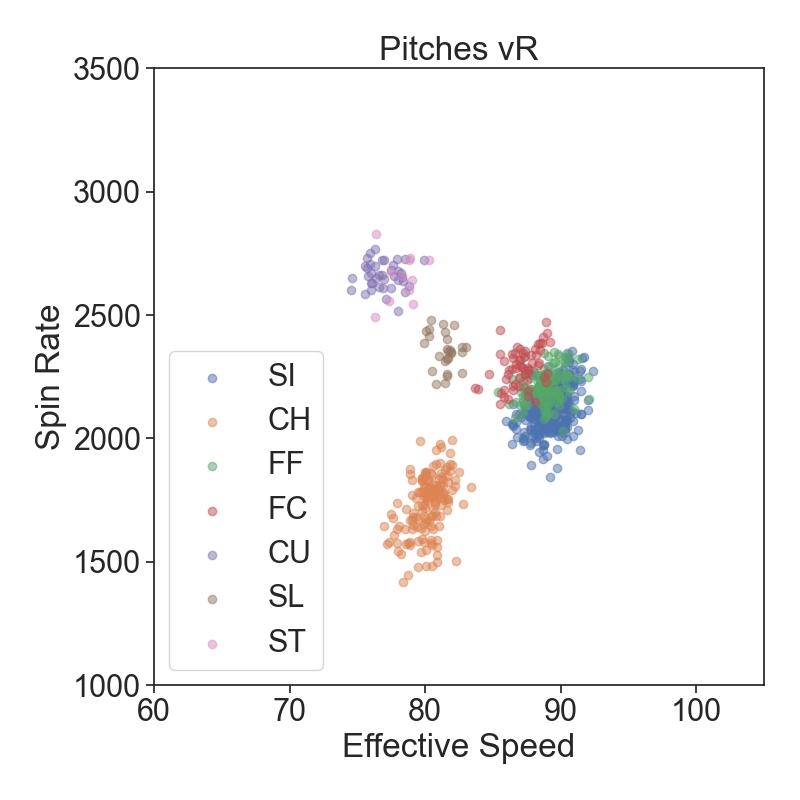 Pitches vR
3500
3000
2500
2000
1500
1000
Spin Rate
SI
CH
FF
FC
CU
SL
ST
60 70 80 90 100
Effective Speed